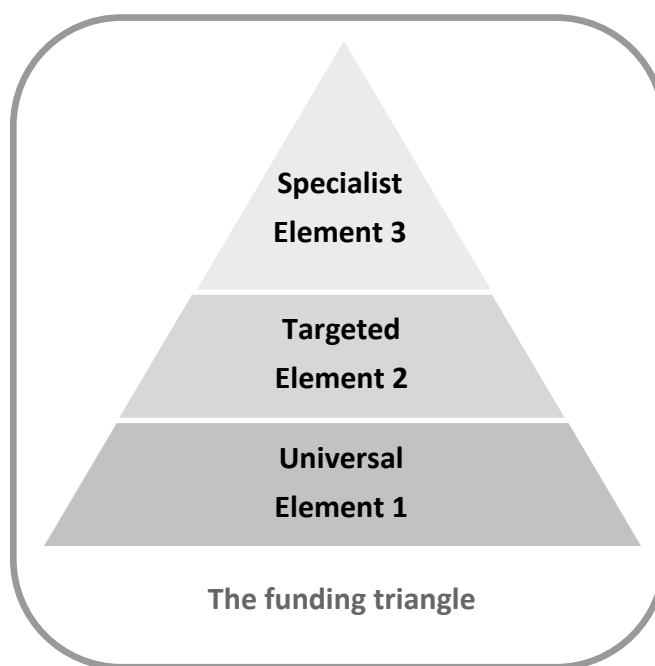 Specialist
Element 3
Targeted
Element 2
Universal
Element 1
The funding triangle